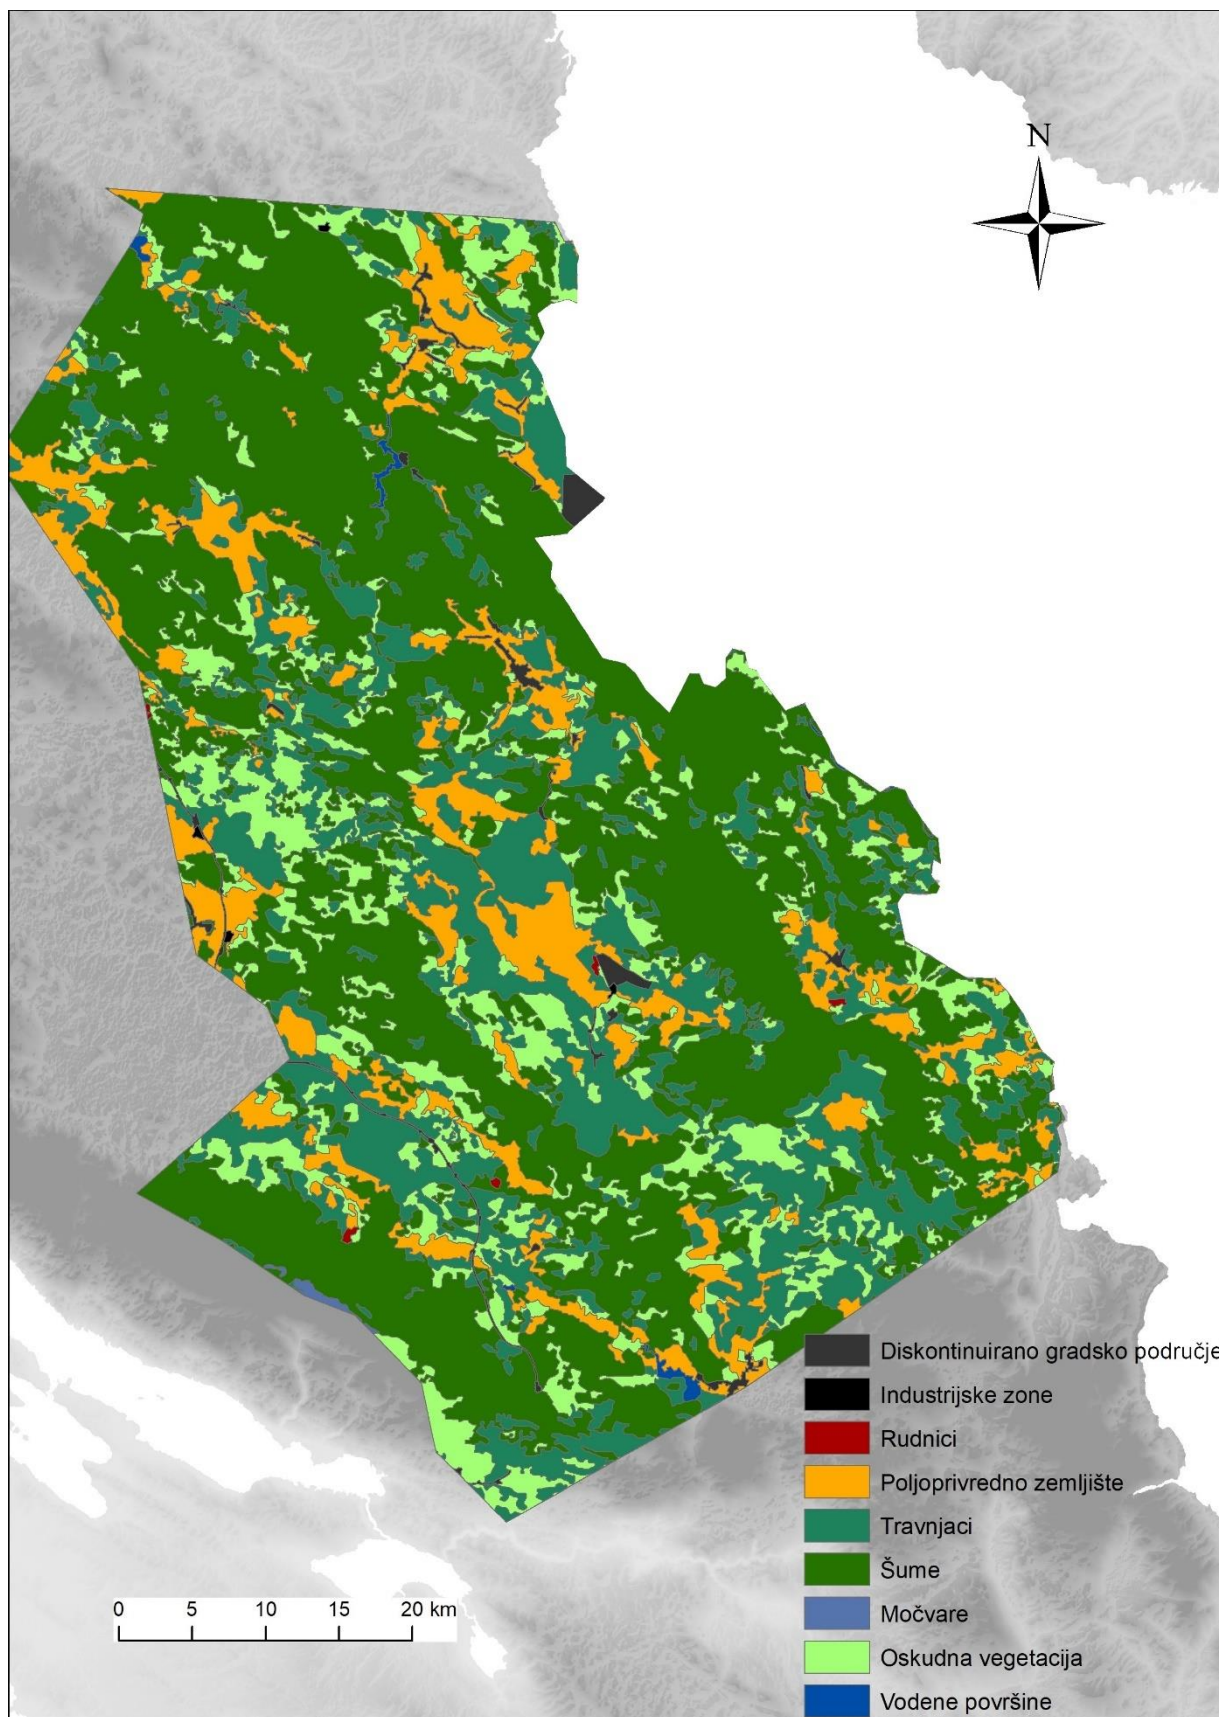 N
Diskontinuirano gradsko područje
Industrijske zone
Rudnici
Poljoprivredno zemljište
Travnjaci
Šume
Močvare
Oskudna vegetacija
Vodene površine
0 5 10 15 20 km